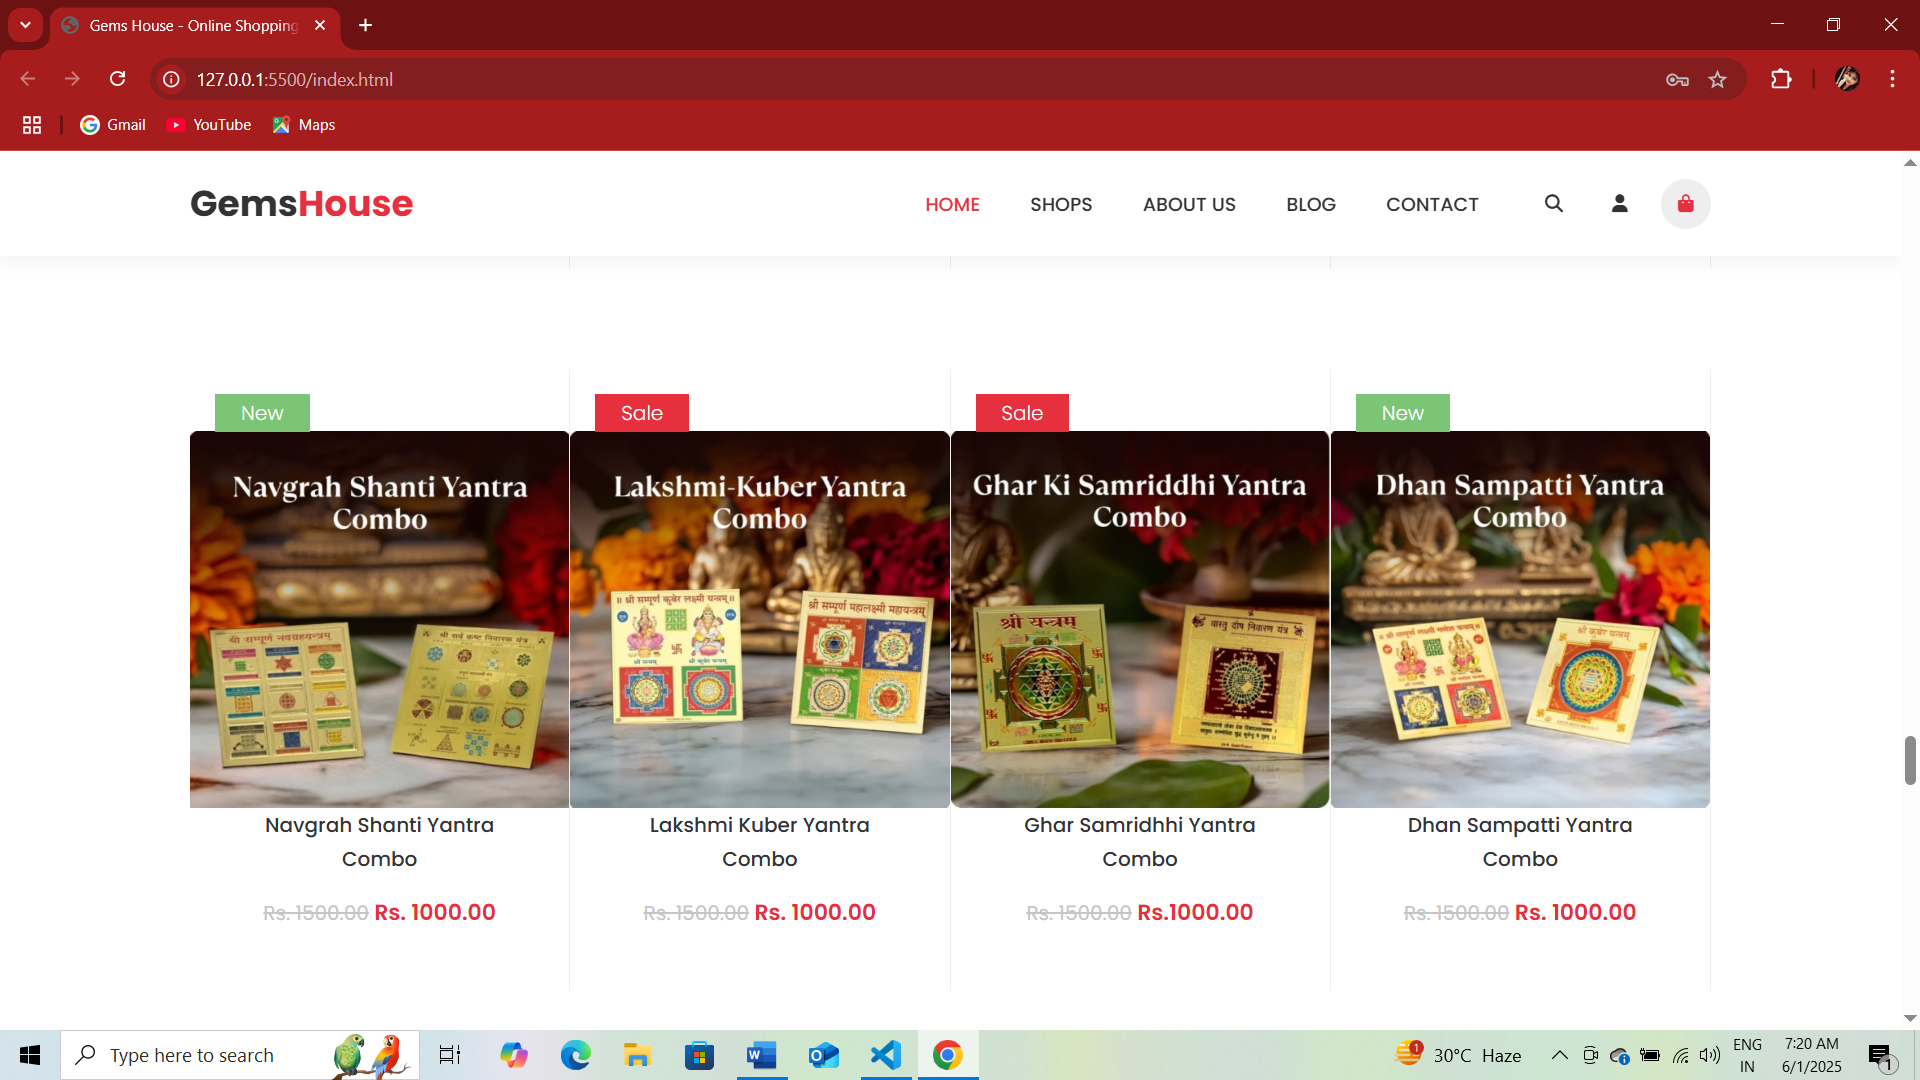 Gems House - Online Shopping
127.0.0.1:5500/index.html
Gmail
YouTube
Maps
GemsHouse
HOME
SHOPS
ABOUT US
BLOG
CONTACT
New
Sale
Sale
New
Navgrah Shanti Yantra
Combo
Lakshmi-Kuber Yantra
Combo
Ghar Ki Samriddhi Yantra
Combo
Dhan Sampatti Yantra
Combo
श्री सम्पूर्ण नवग्रहयन्त्रम्
श्री सर्व कष्ट निवारक यंत्र
॥ श्री सम्पूर्ण कुबेर लक्ष्मी यन्त्रम् ॥
श्री सम्पूर्ण महालक्ष्मी महायन्त्रम्
श्री यन्त्रम्
वास्तु दोष निवारण यंत्र
श्री कुबेर यन्त्रम्
Navgrah Shanti Yantra
Combo
Rs. 1500.00 Rs. 1000.00
Lakshmi Kuber Yantra
Combo
Rs. 1500.00 Rs. 1000.00
Ghar Samridhhi Yantra
Combo
Rs. 1500.00 Rs.1000.00
Dhan Sampatti Yantra
Combo
Rs. 1500.00 Rs. 1000.00
Type here to search
1
30°C Haze
ENG
IN
7:20 AM
6/1/2025
1